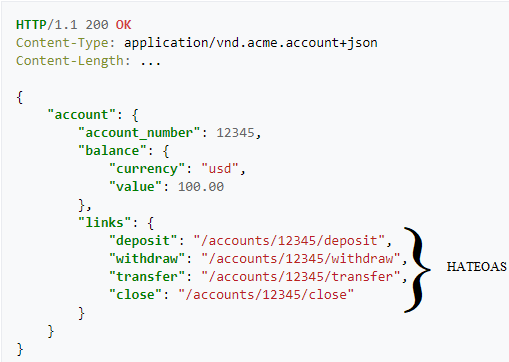 HTTP/1.1 200 OK
Content-Type: application/vnd.acme.account+json
Content-Length: ...
{
    "account": {
        "account_number": 12345,
        "balance": {
            "currency": "usd",
            "value": 100.00
        },
        "links": {
            "deposit": "/accounts/12345/deposit",
            "withdraw": "/accounts/12345/withdraw",
            "transfer": "/accounts/12345/transfer",
            "close": "/accounts/12345/close"
        }
    }
}
HATEOAS